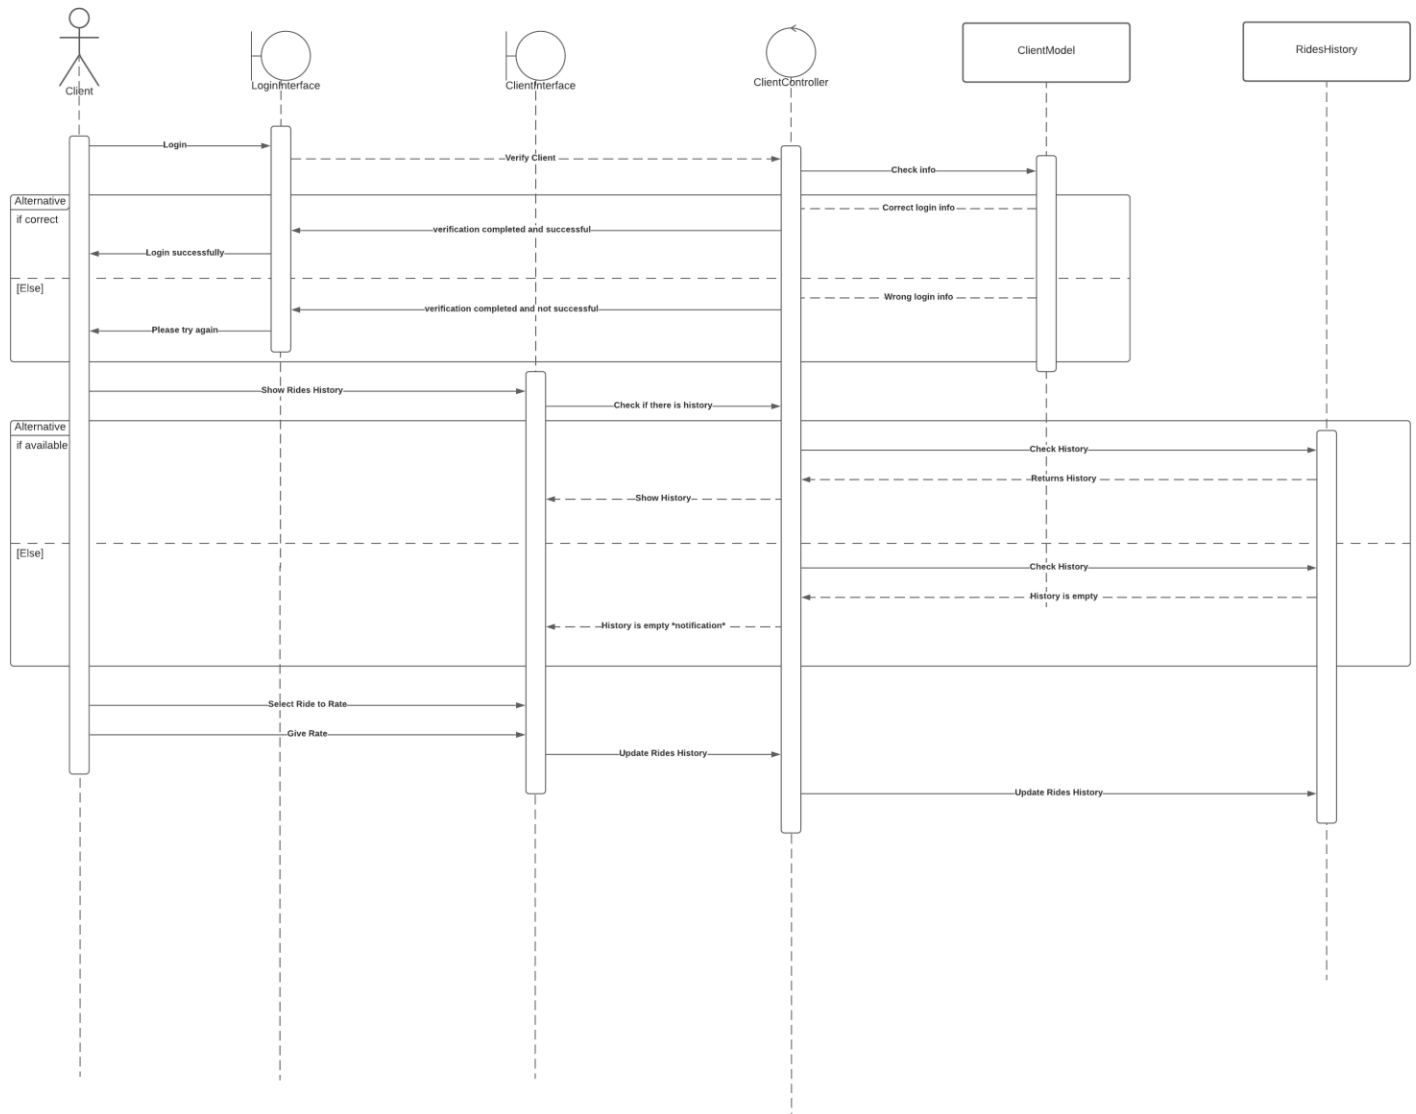 Client
LoginInterface
ClientInterface
ClientController
ClientModel
RidesHistory
Login
Verify Client
Check info
Alternative
if correct
Correct login info
verification completed and successful
Login successfully
[Else]
Wrong login info
verification completed and not successful
Please try again
Show Rides History
Check if there is history
Alternative
if available
Check History
Returns History
Show History
[Else]
Check History
History is empty
History is empty *notification*
Select Ride to Rate
Give Rate
Update Rides History
Update Rides History